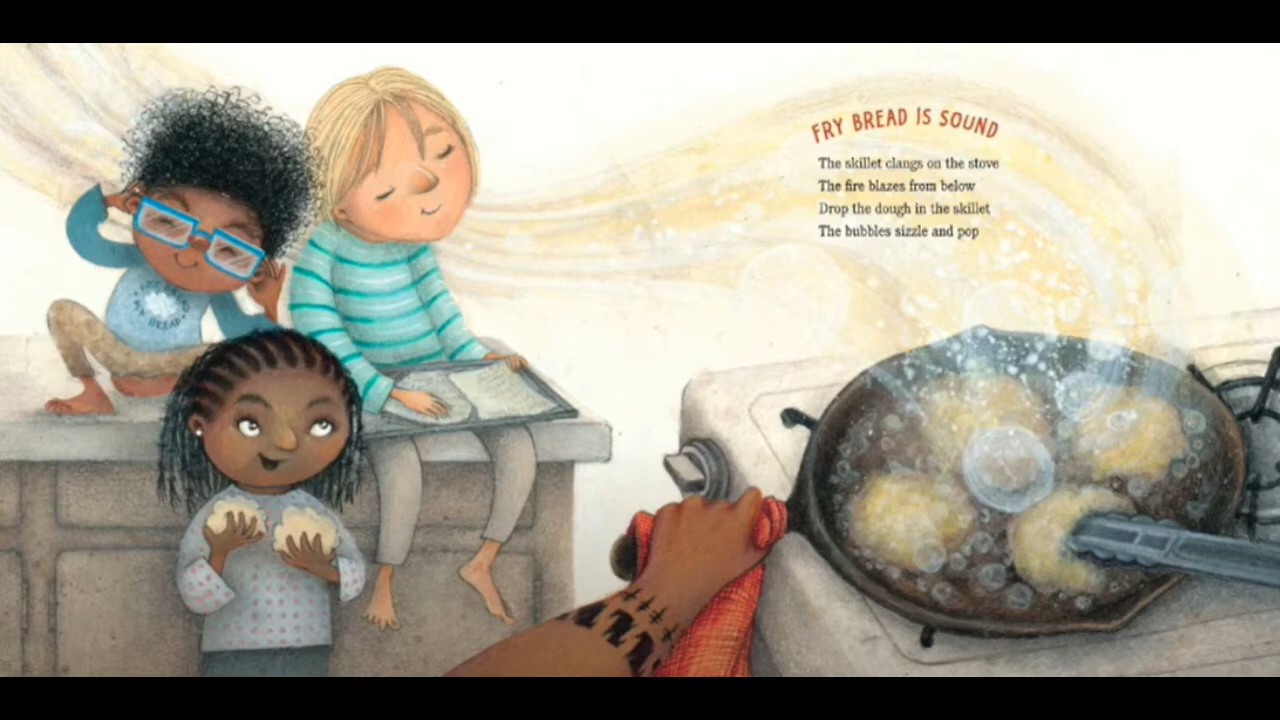 FRY BREAD IS SOUND
The skillet clangs on the stove
The fire blazes from below
Drop the dough in the skillet
The bubbles sizzle and pop